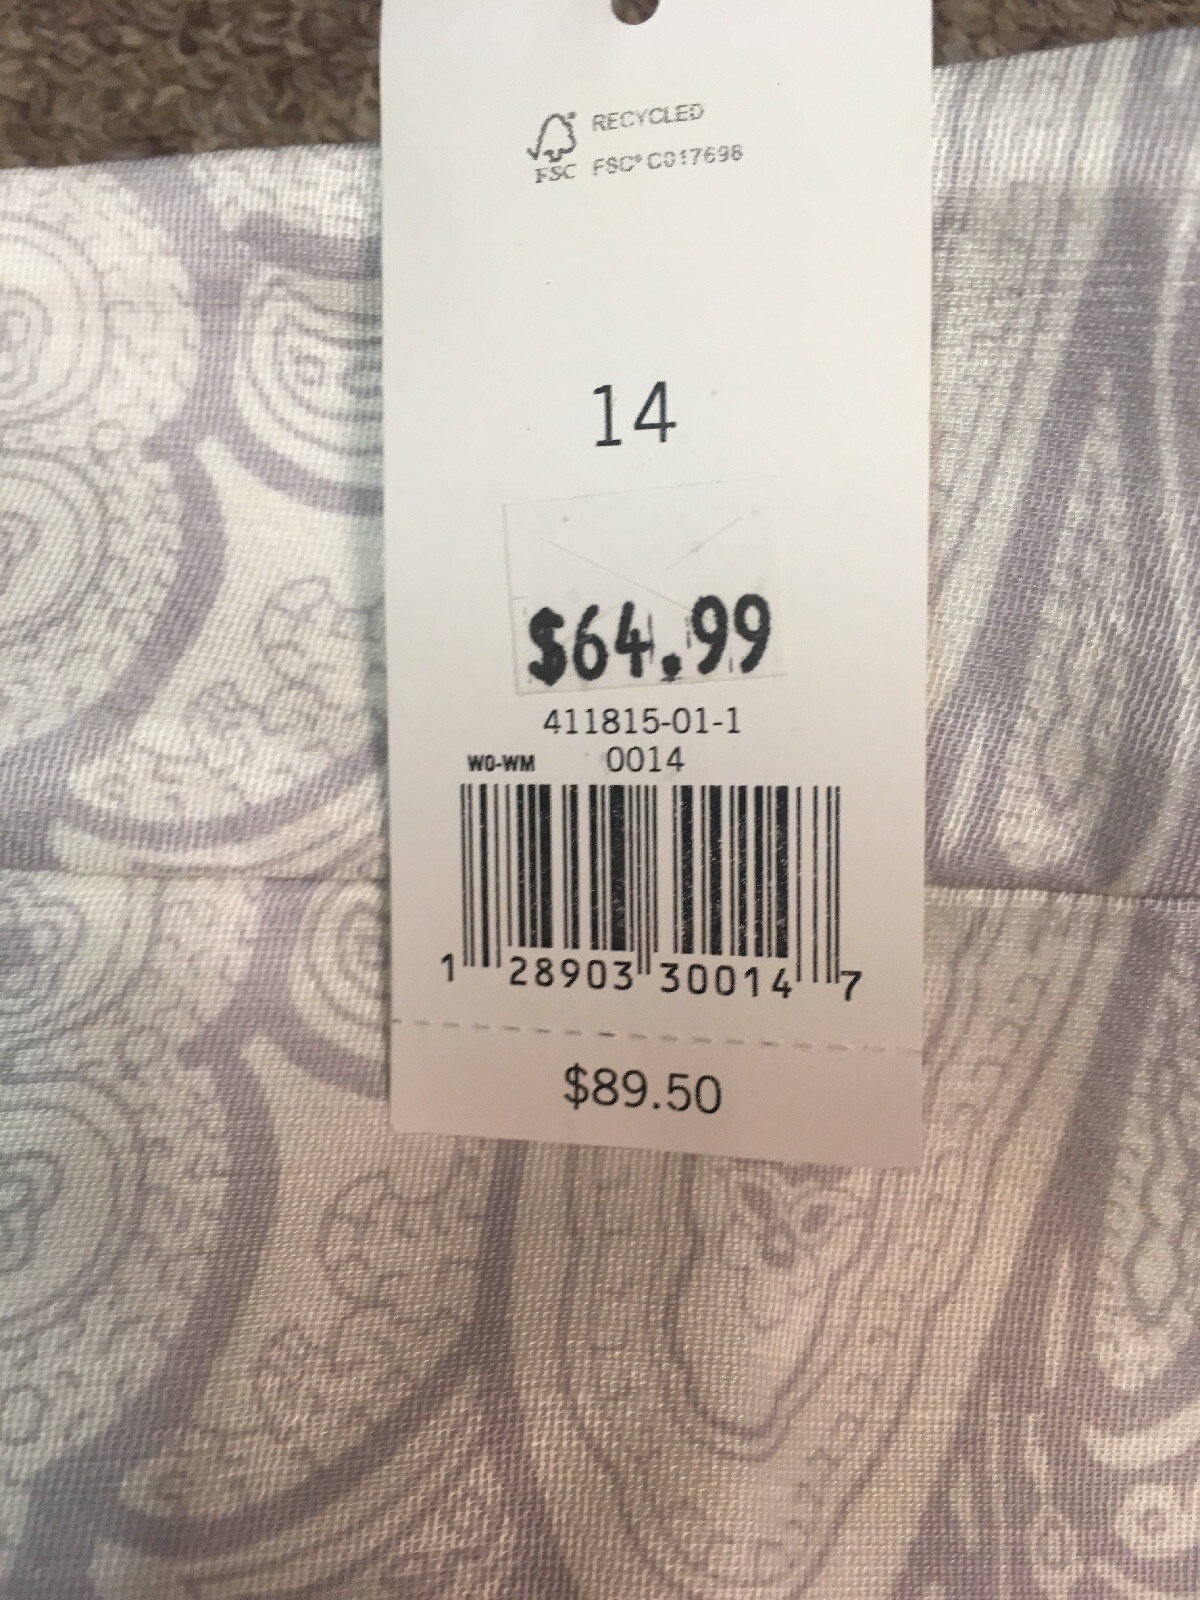 RECYCLED
FSC FSC® C017698
14
$64.99
411815-01-1
WO-WM 0014
1 28903 30014 7
$89.50